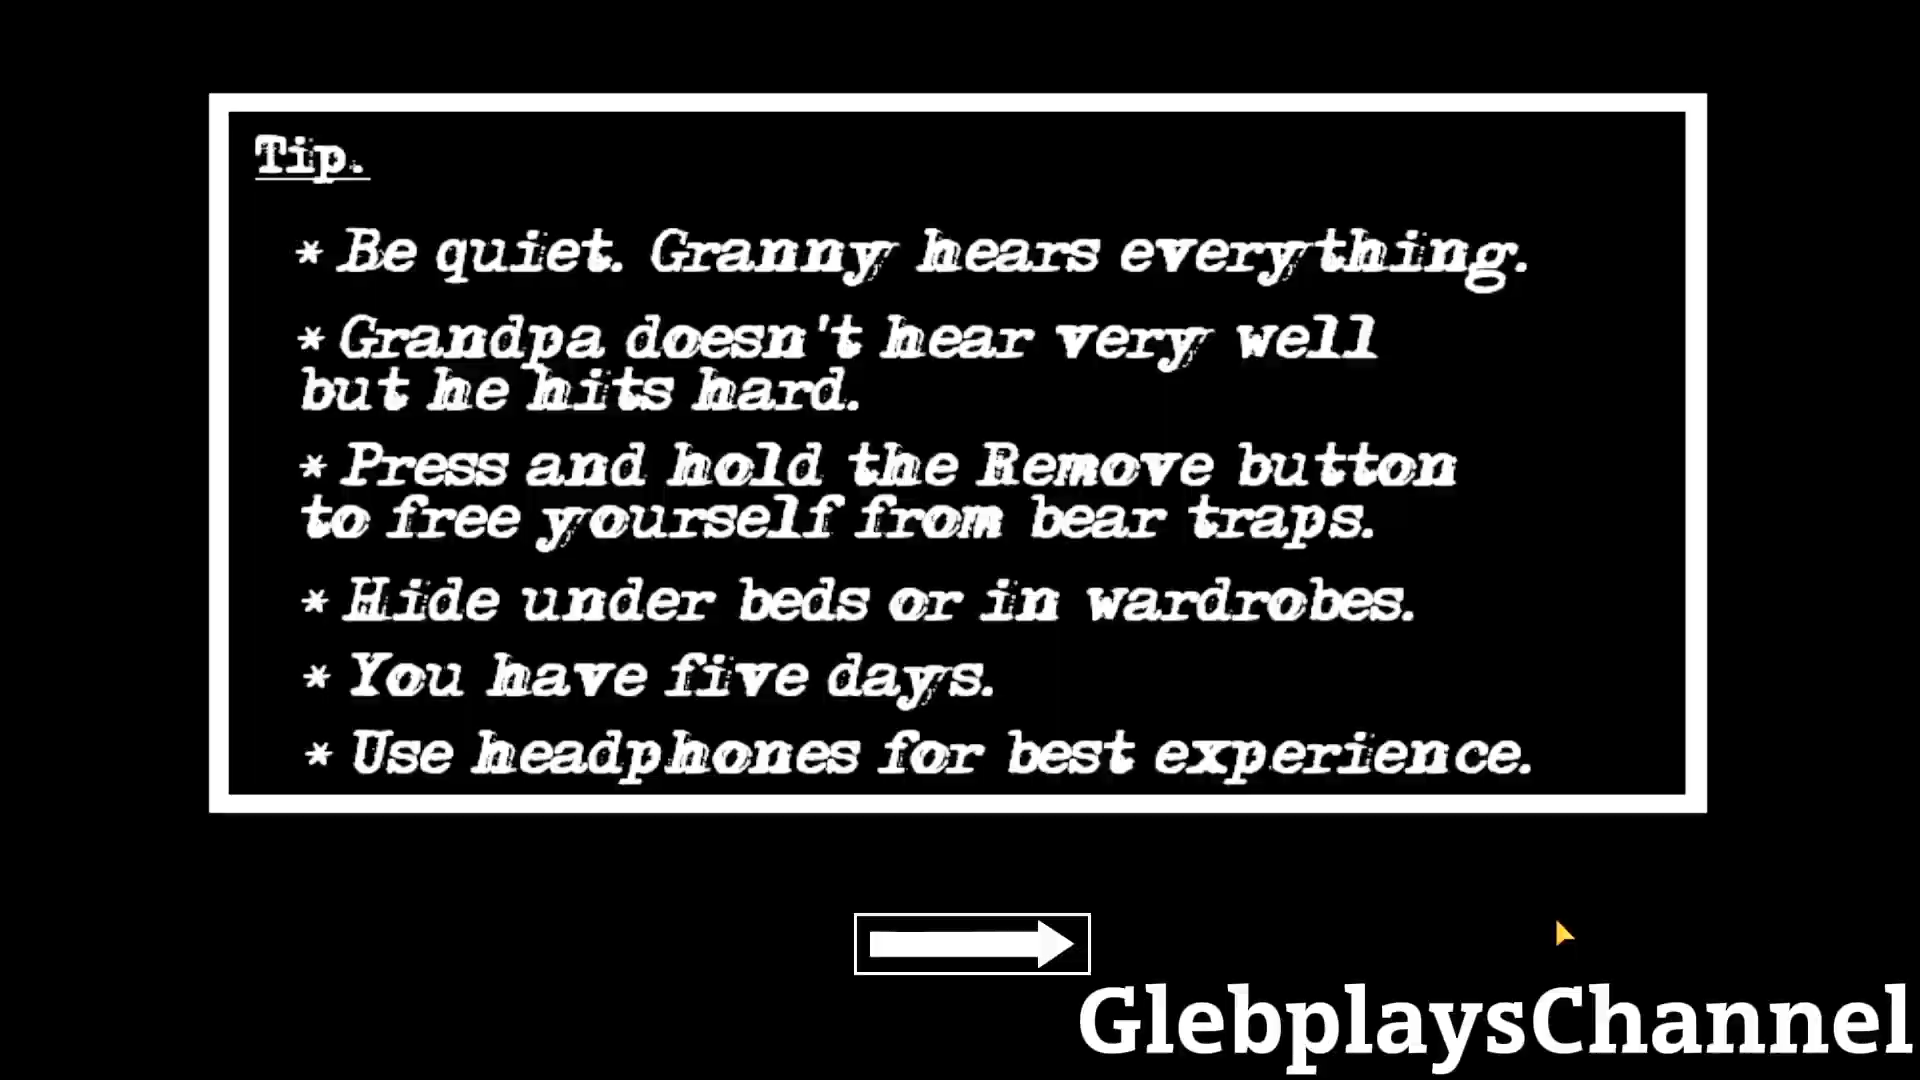 Tip.
* Be quiet. Granny hears everything.
* Grandpa doesn't hear very well
but he hits hard.
* Press and hold the Remove button
to free yourself from bear traps.
* Hide under beds or in wardrobes.
* You have five days.
* Use headphones for best experience.
GlebplaysChannel